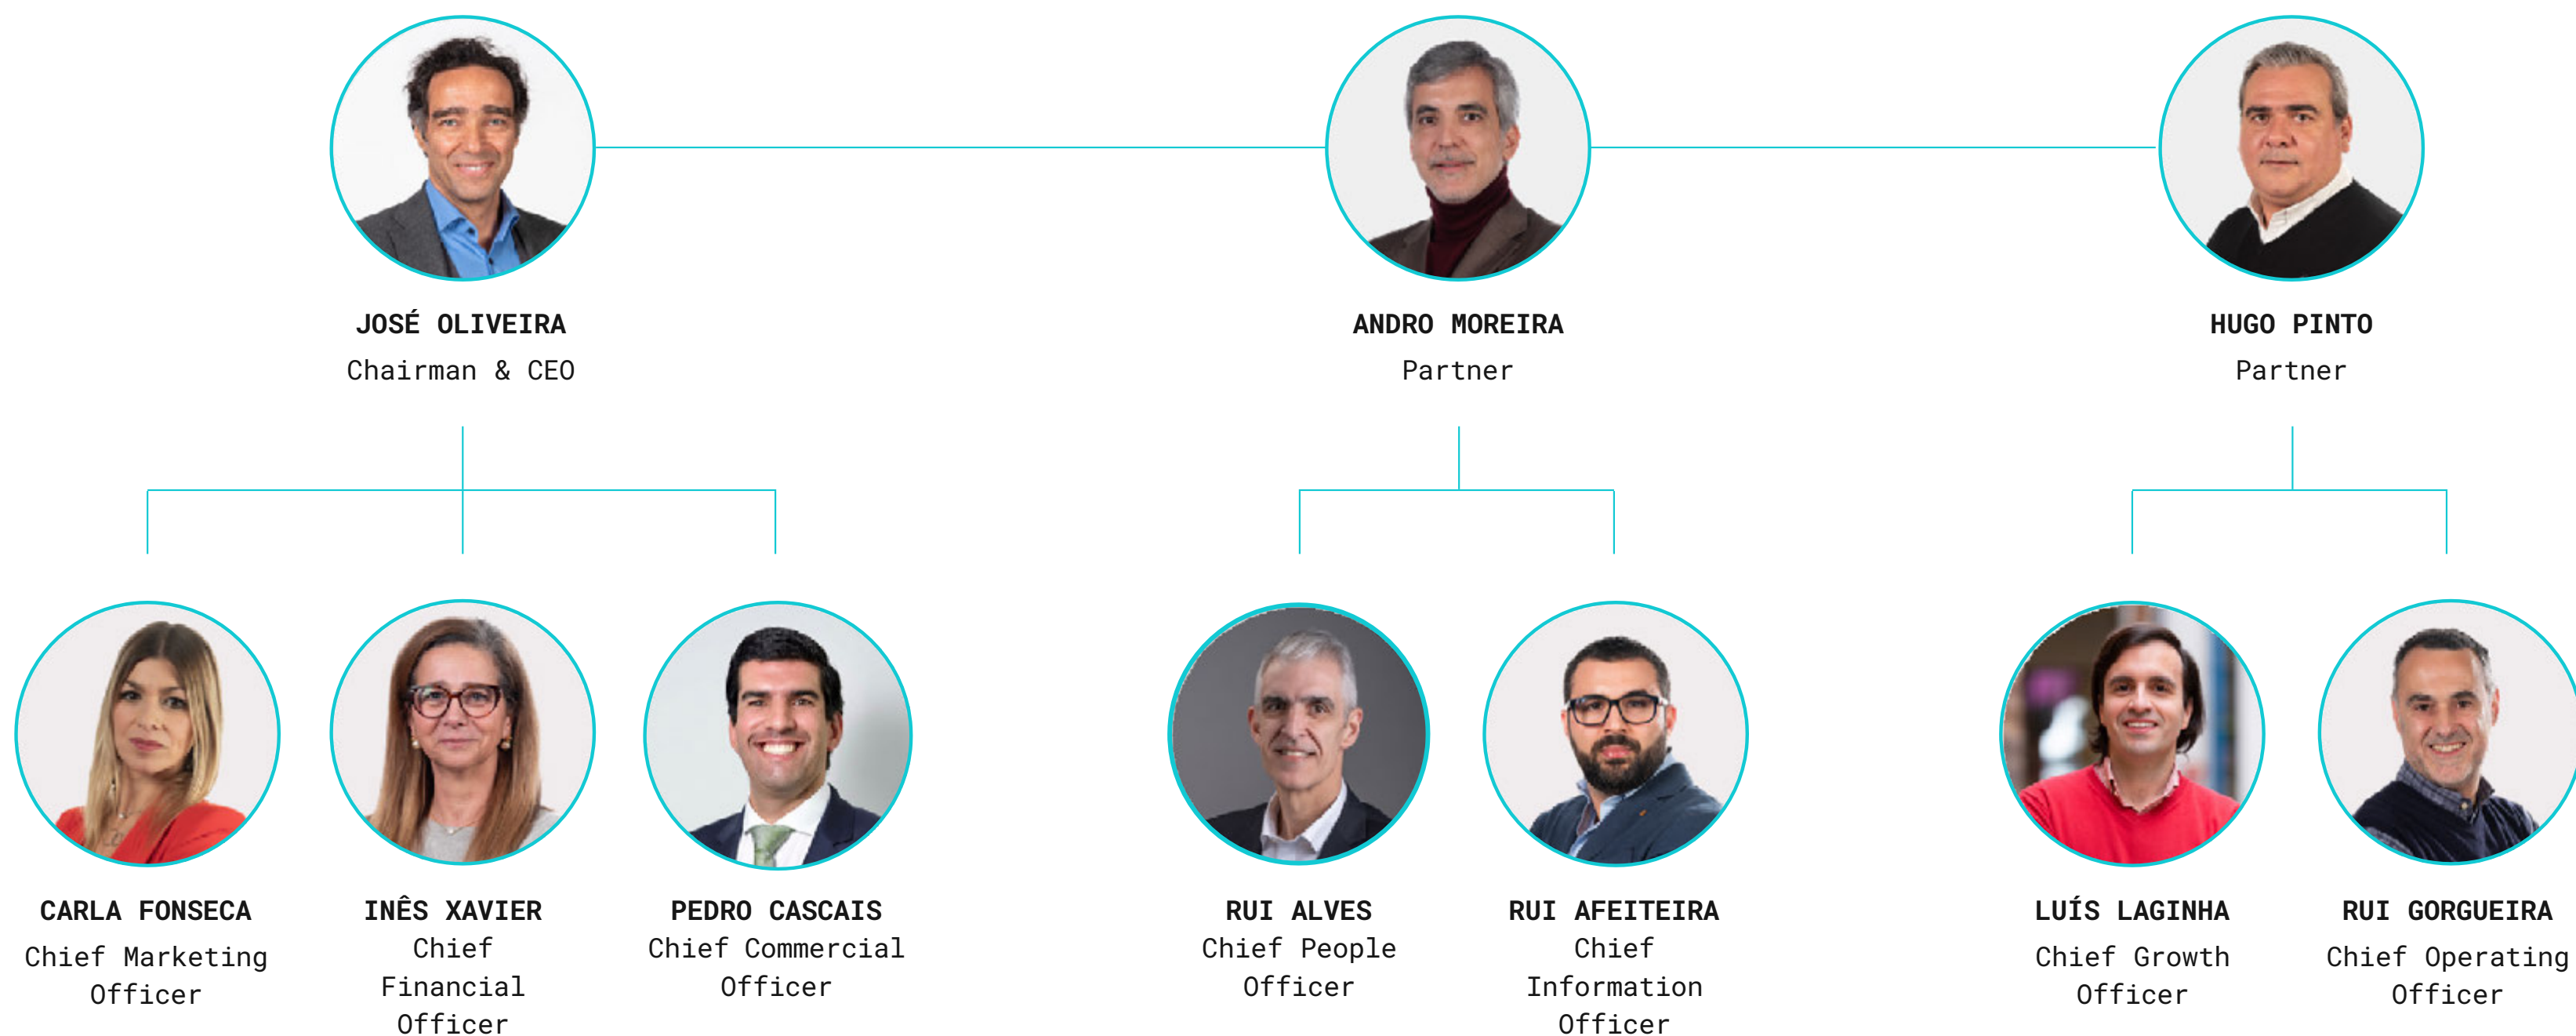 JOSÉ OLIVEIRA
Chairman & CEO
ANDRO MOREIRA
Partner
HUGO PINTO
Partner
CARLA FONSECA
Chief Marketing
Officer
INÊS XAVIER
Chief
Financial
Officer
PEDRO CASCAIS
Chief Commercial
Officer
RUI ALVES
Chief People
Officer
RUI AFEITEIRA
Chief
Information
Officer
LUÍS LAGINHA
Chief Growth
Officer
RUI GORGUEIRA
Chief Operating
Officer